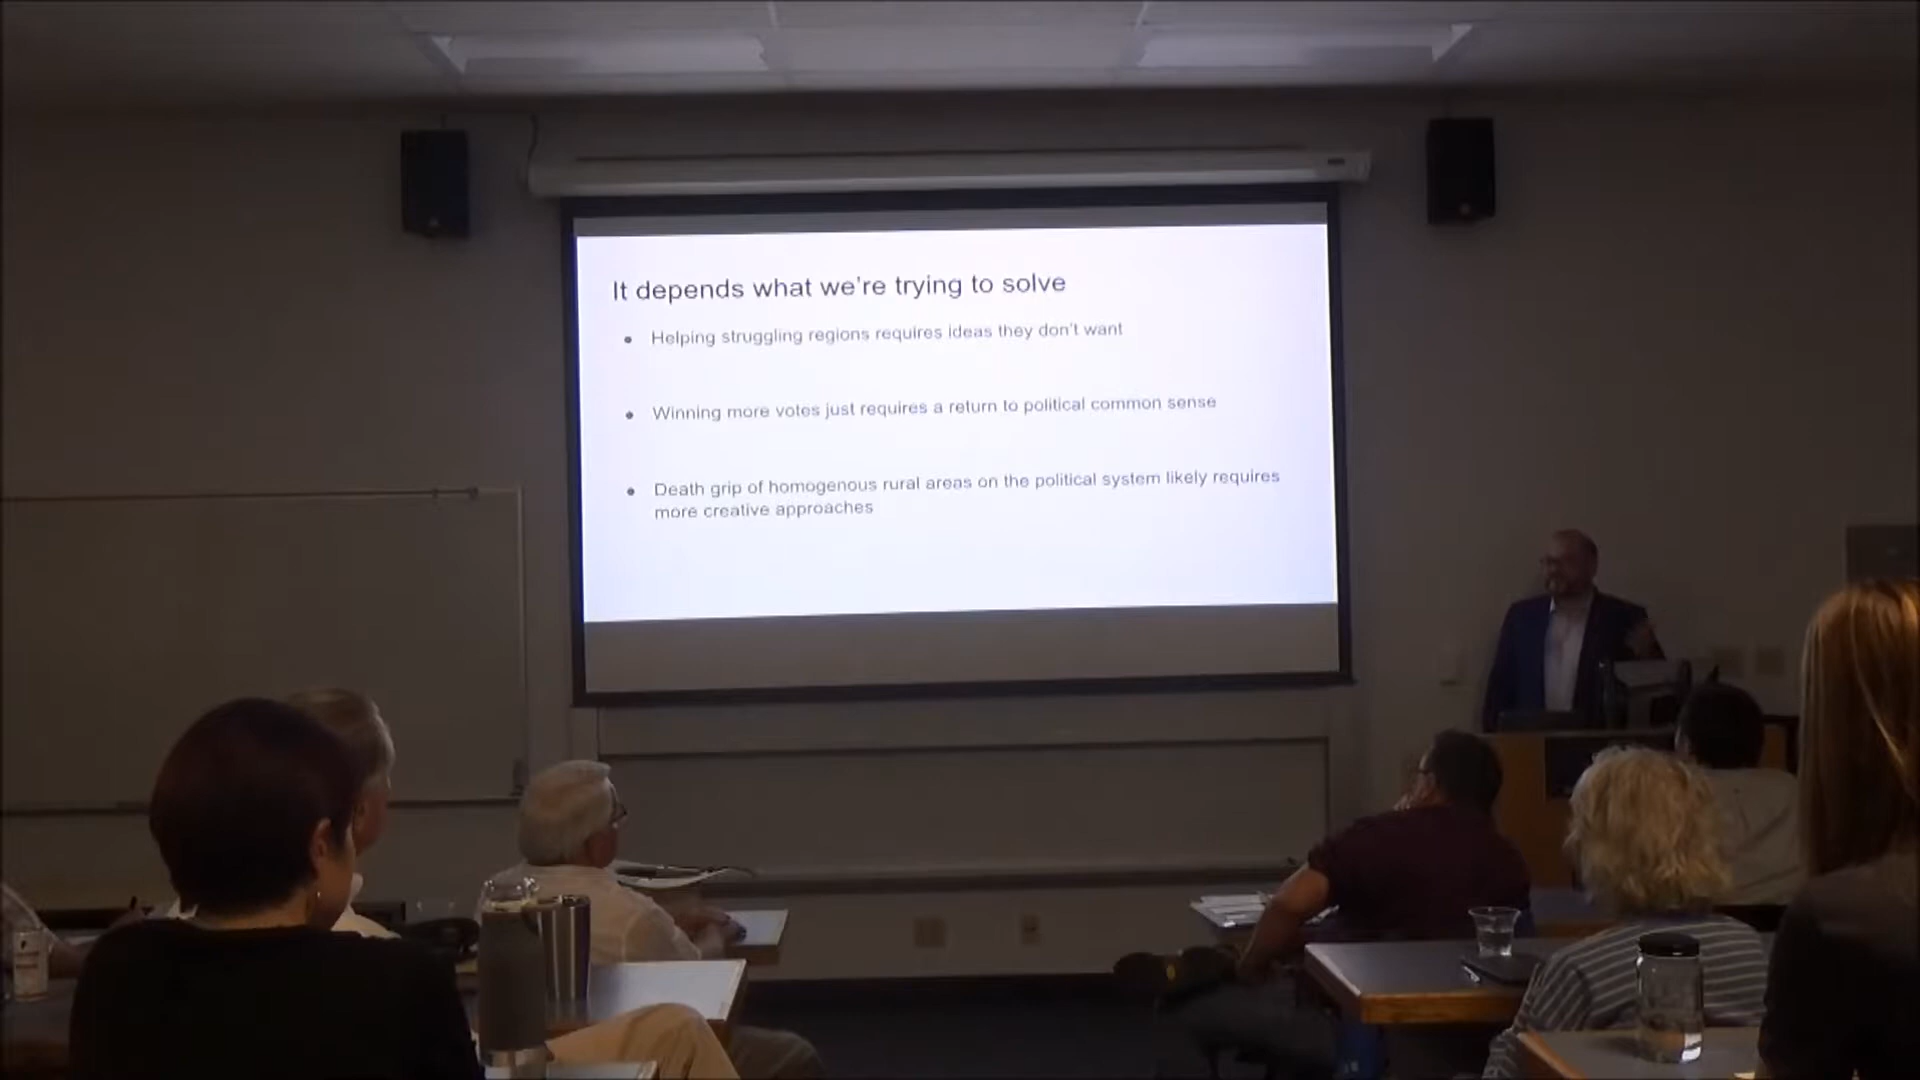 It depends what we're trying to solve
Helping struggling regions requires ideas they don't want
Winning more votes just requires a return to political common sense
Death grip of homogenous rural areas on the political system likely requires
more creative approaches